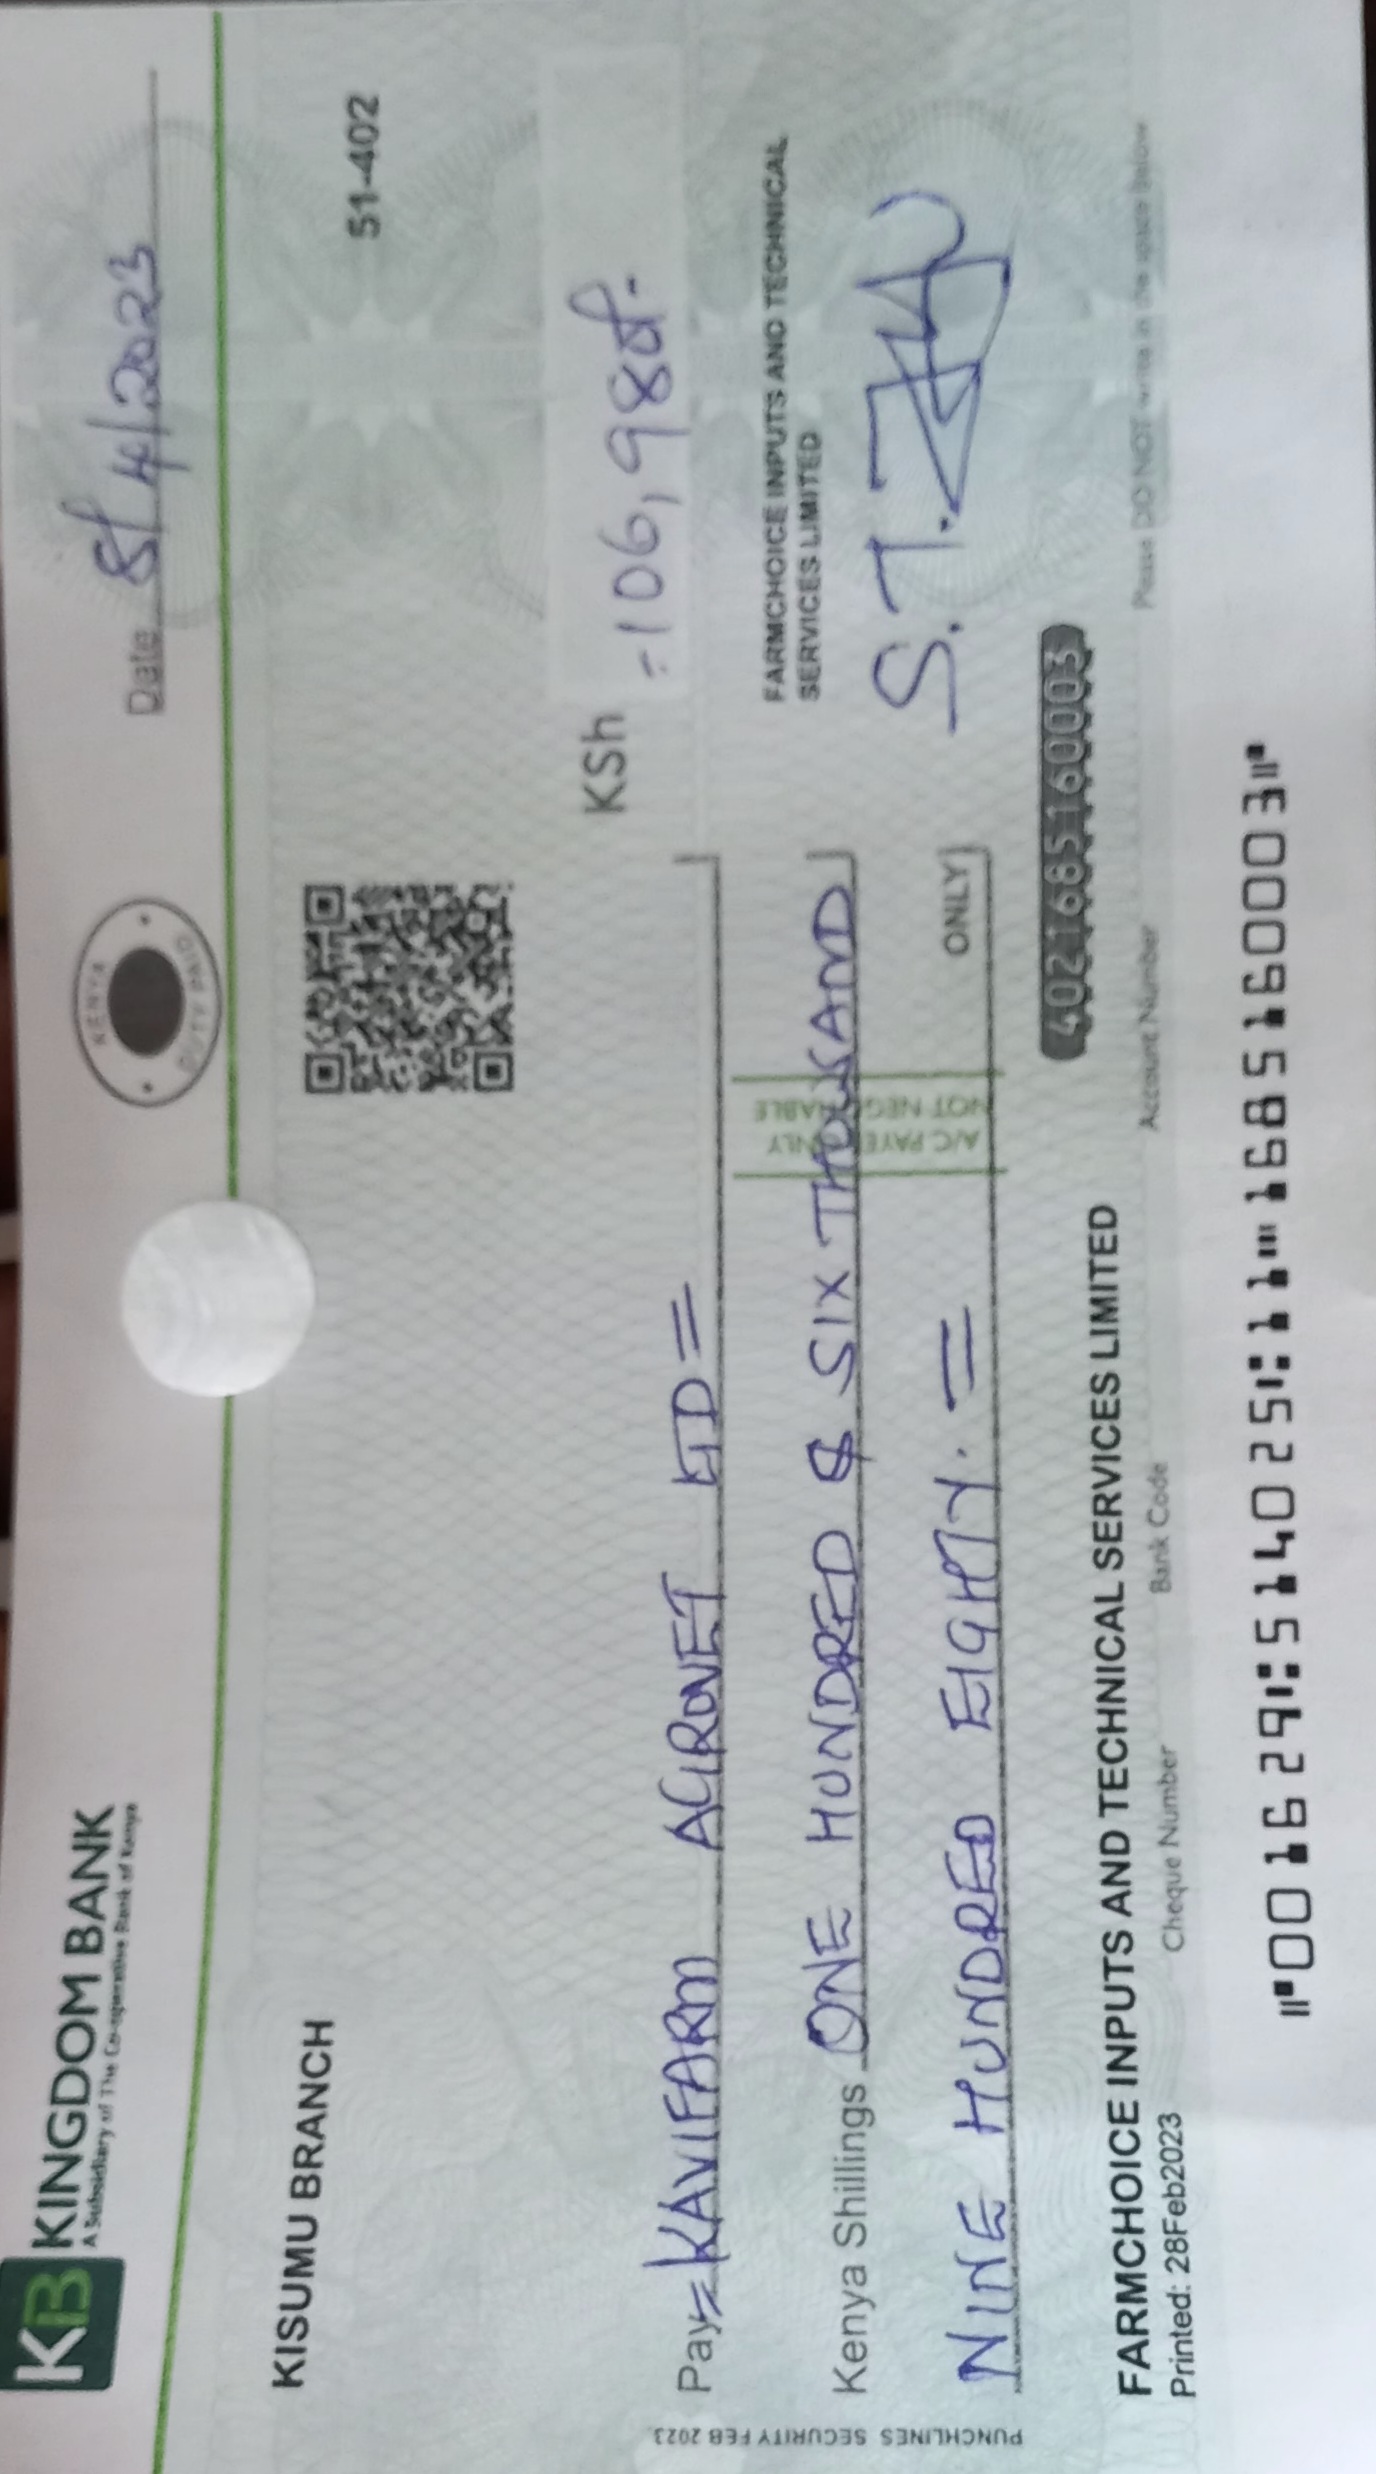 KB KINGDOM BANK
A Subsidiary of The Co-operative Bank of Kenya
KENYA
DUTY PAID
Date 8/4/2023
KISUMU BRANCH
51-402
KSh =106,980/-
Pay = KAVIFARM AGRONET LTD =
Kenya Shillings ONE HUNDRED & SIX THOUSAND
NINE HUNDRED EIGHTY. = ONLY
A/C PAYEE ONLY
NOT NEGOTIABLE
FARMCHOICE INPUTS AND TECHNICAL
SERVICES LIMITED
S.T.
4021685160003
FARMCHOICE INPUTS AND TECHNICAL SERVICES LIMITED
Printed: 28Feb2023
Cheque Number
Bank Code
Account Number
Please DO NOT write in the space below
⑈001629⑆514025⑆11⑈1685160003⑈
PUNCHLINES SECURITY FEB 2023